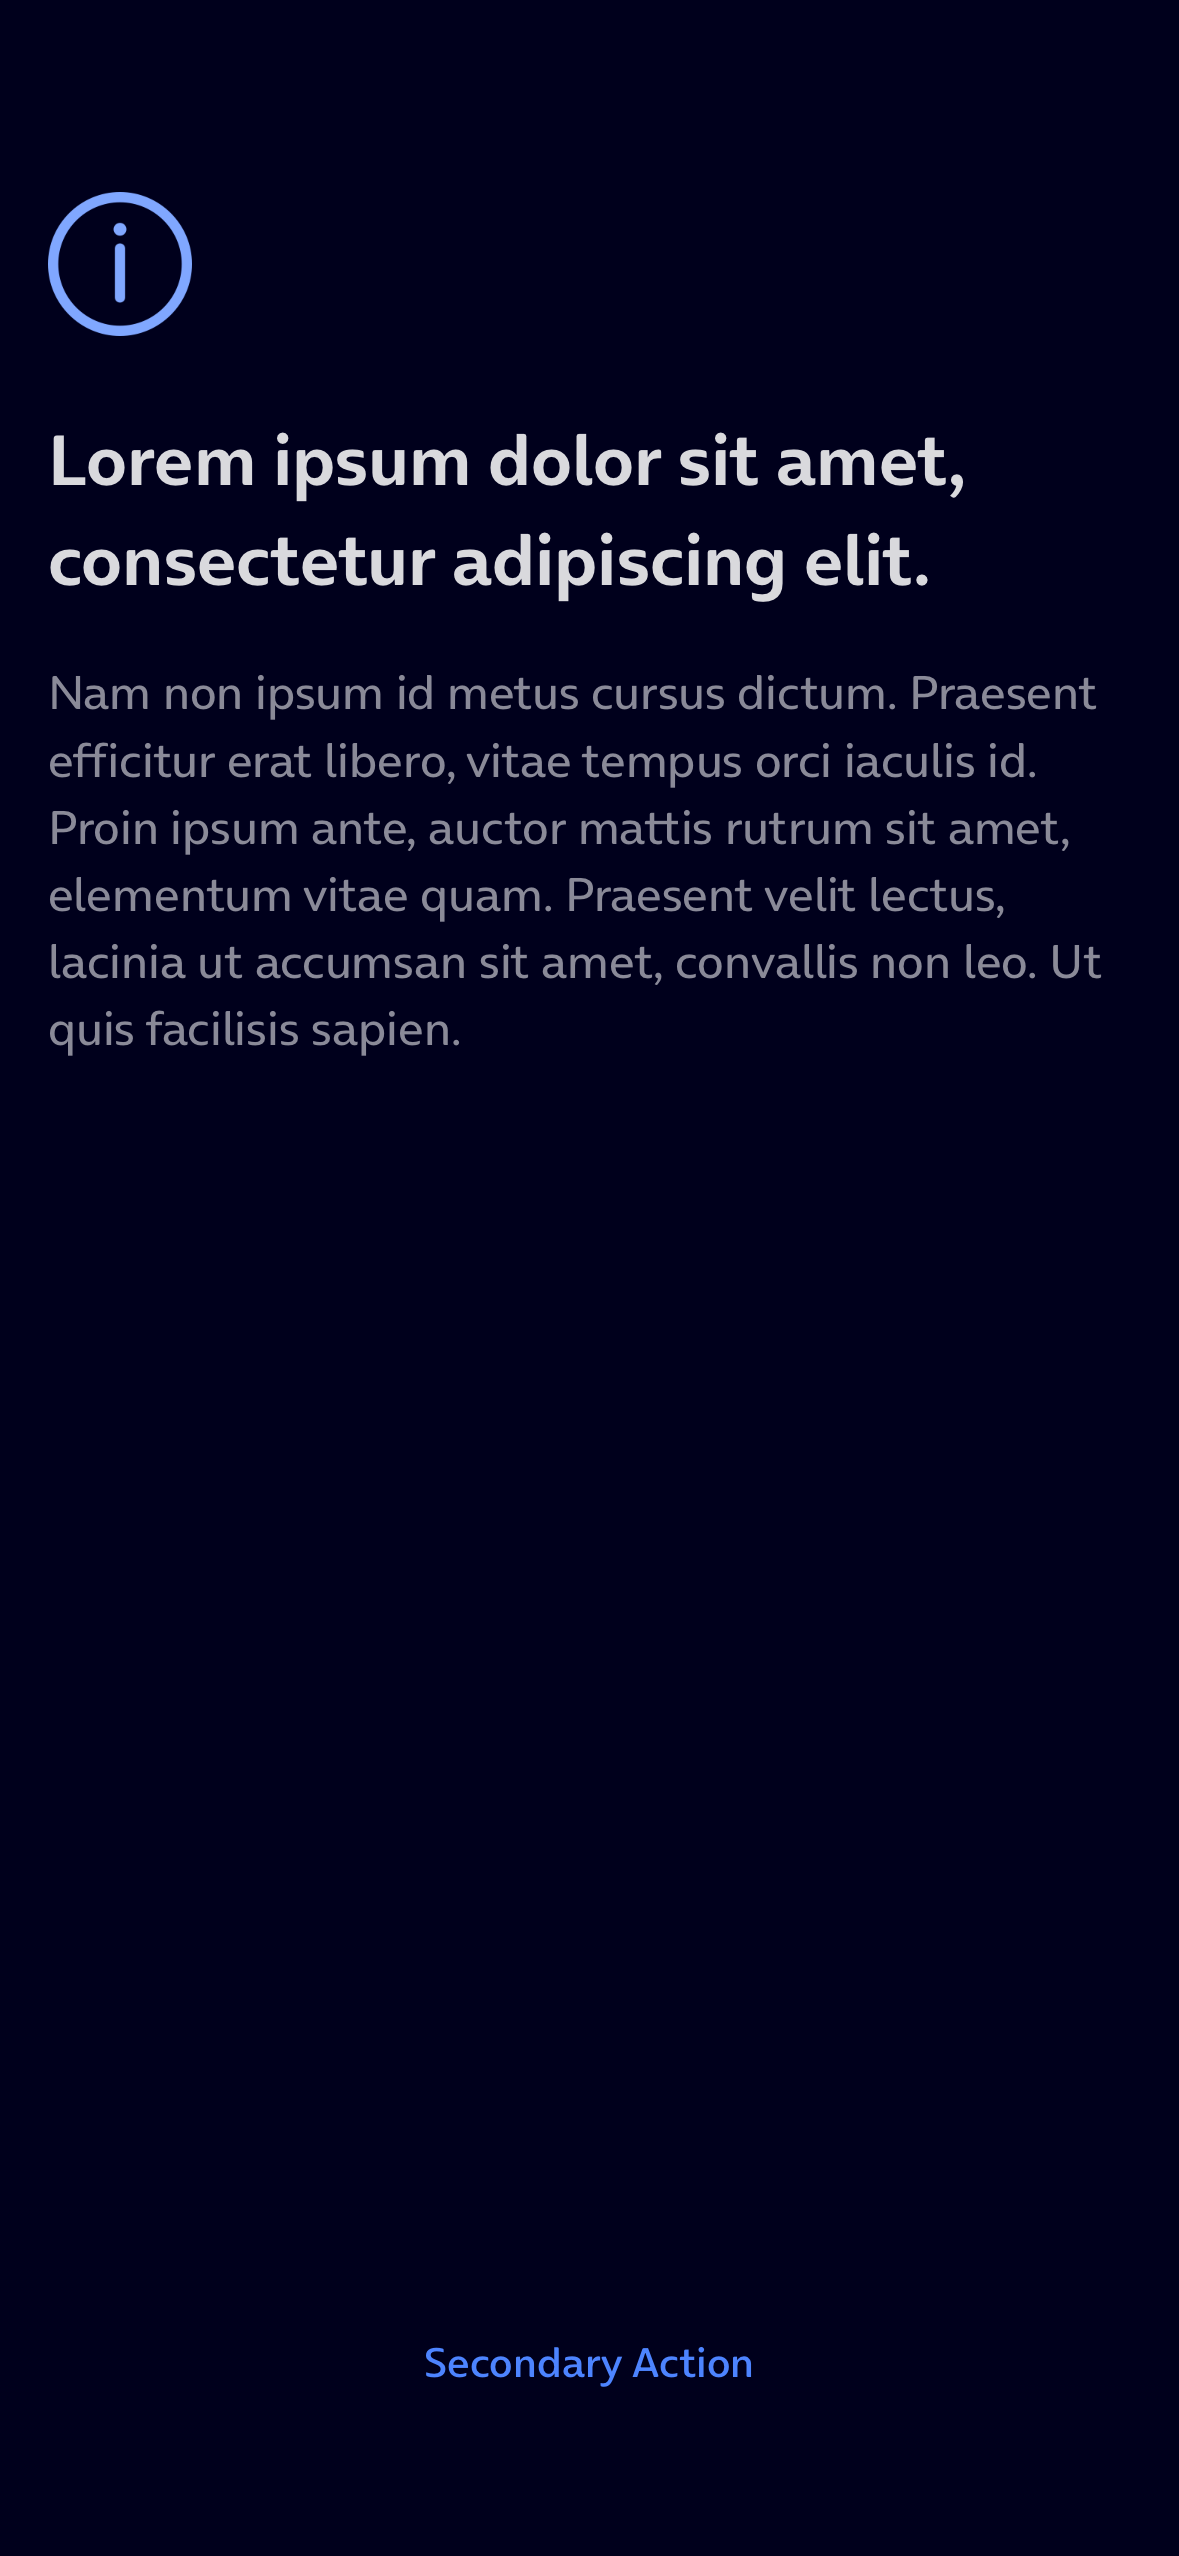 Lorem ipsum dolor sit amet,
consectetur adipiscing elit.
Nam non ipsum id metus cursus dictum. Praesent
efficitur erat libero, vitae tempus orci iaculis id.
Proin ipsum ante, auctor mattis rutrum sit amet,
elementum vitae quam. Praesent velit lectus,
lacinia ut accumsan sit amet, convallis non leo. Ut
quis facilisis sapien.
Secondary Action